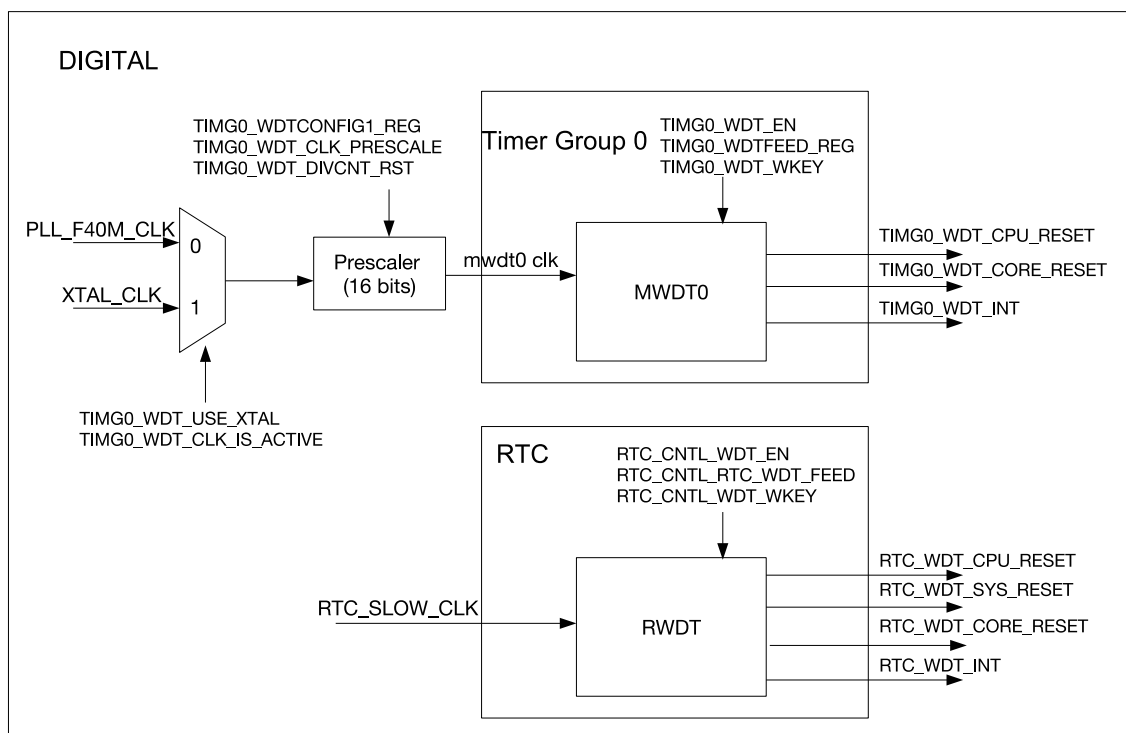 DIGITAL
TIMG0_WDTCONFIG1_REG
TIMG0_WDT_CLK_PRESCALE
TIMG0_WDT_DIVCNT_RST
Timer Group 0
TIMG0_WDT_EN
TIMG0_WDTFEED_REG
TIMG0_WDT_WKEY
PLL_F40M_CLK
0
XTAL_CLK
1
Prescaler
(16 bits)
mwdt0 clk
MWDT0
TIMG0_WDT_CPU_RESET
TIMG0_WDT_CORE_RESET
TIMG0_WDT_INT
TIMG0_WDT_USE_XTAL
TIMG0_WDT_CLK_IS_ACTIVE
RTC
RTC_CNTL_WDT_EN
RTC_CNTL_RTC_WDT_FEED
RTC_CNTL_WDT_WKEY
RTC_SLOW_CLK
RWDT
RTC_WDT_CPU_RESET
RTC_WDT_SYS_RESET
RTC_WDT_CORE_RESET
RTC_WDT_INT